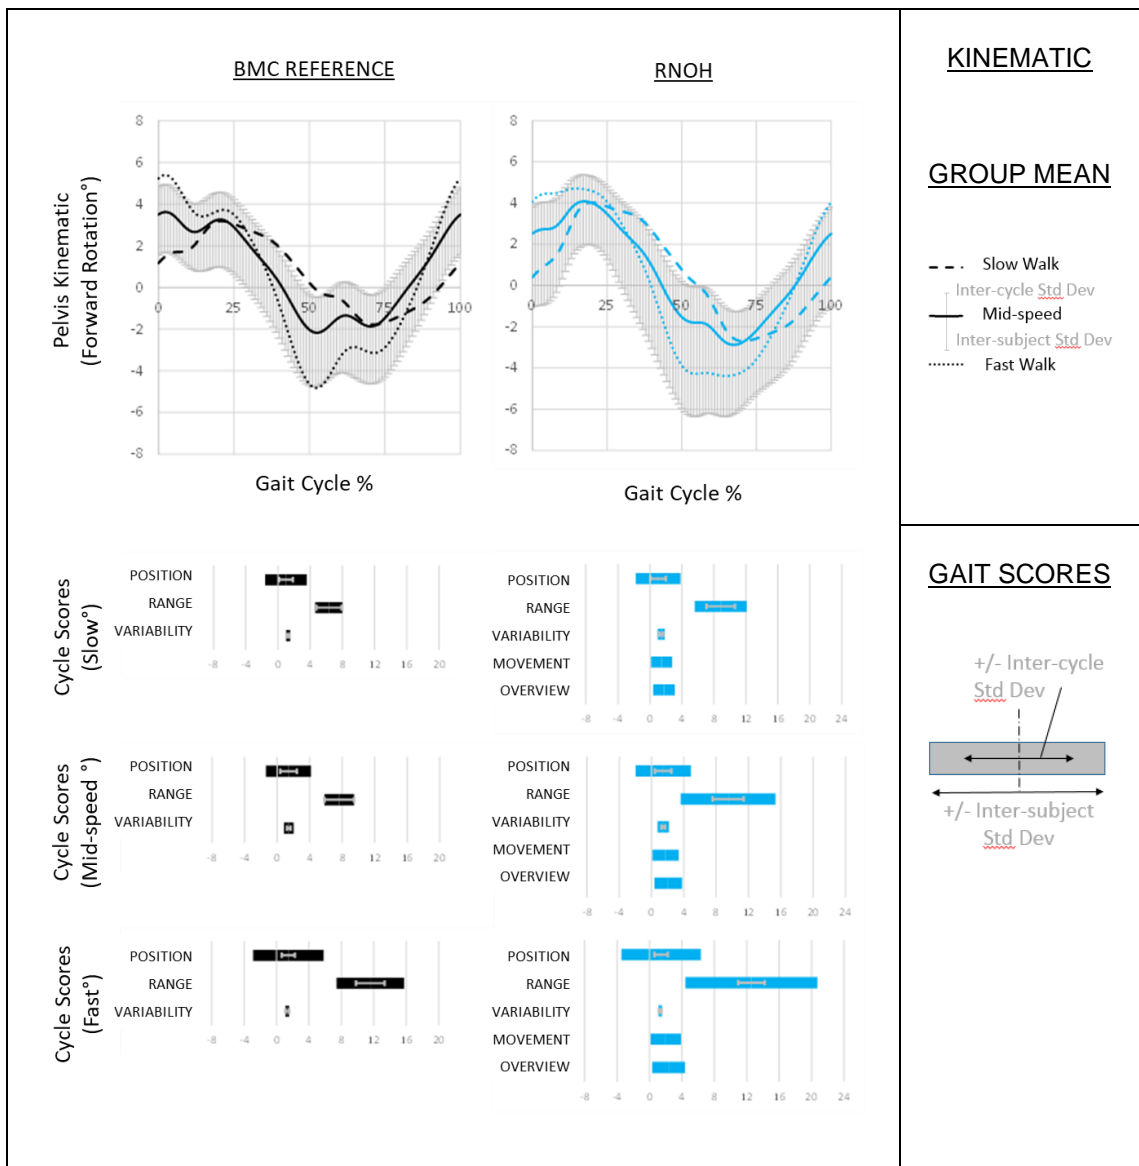 BMC REFERENCE
RNOH
Pelvis Kinematic
(Forward Rotation°)
8
6
4
2
0
-2
-4
-6
-8
0
25
50
75
100
Gait Cycle %
8
6
4
2
0
-2
-4
-6
-8
0
25
50
75
100
Gait Cycle %
Cycle Scores
(Slow°)
POSITION
RANGE
VARIABILITY
-8 -4 0 4 8 12 16 20
POSITION
RANGE
VARIABILITY
MOVEMENT
OVERVIEW
-8 -4 0 4 8 12 16 20 24
Cycle Scores
(Mid-speed °)
POSITION
RANGE
VARIABILITY
-8 -4 0 4 8 12 16 20
POSITION
RANGE
VARIABILITY
MOVEMENT
OVERVIEW
-8 -4 0 4 8 12 16 20 24
Cycle Scores
(Fast°)
POSITION
RANGE
VARIABILITY
-8 -4 0 4 8 12 16 20
POSITION
RANGE
VARIABILITY
MOVEMENT
OVERVIEW
-8 -4 0 4 8 12 16 20 24
KINEMATIC
GROUP MEAN
Slow Walk
Inter-cycle Std Dev
Mid-speed
Inter-subject Std Dev
Fast Walk
GAIT SCORES
+/- Inter-cycle
Std Dev
+/- Inter-subject
Std Dev